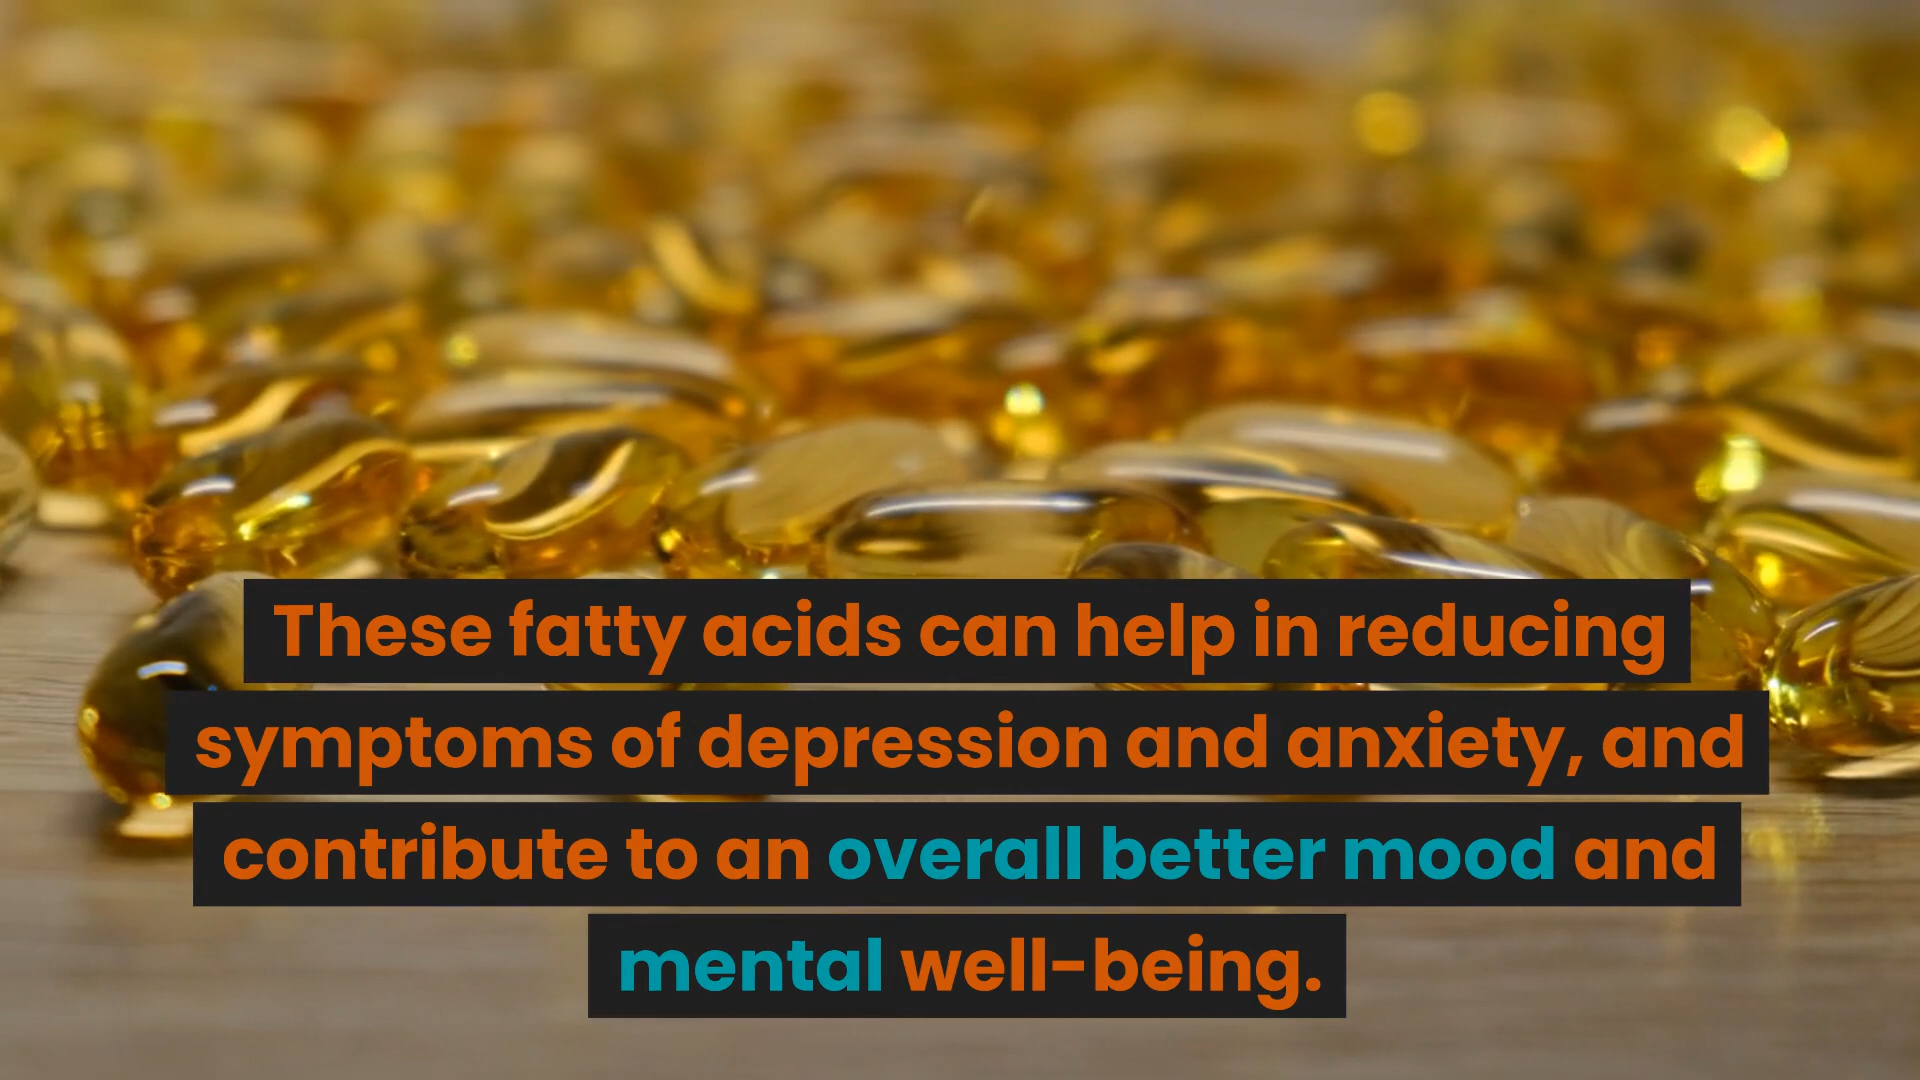 These fatty acids can help in reducing
symptoms of depression and anxiety, and
contribute to an overall better mood and
mental well-being.